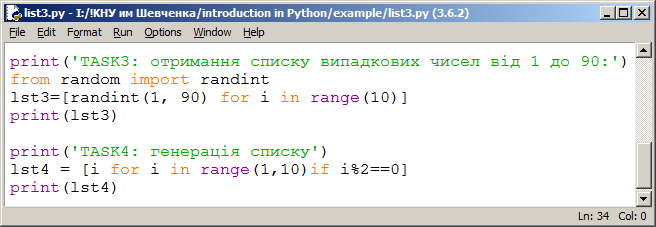 list3.py - I:/!КНУ им Шевченка/introduction in Python/example/list3.py (3.6.2)
File Edit Format Run Options Window Help
print('TASK3: отримання списку випадкових чисел від 1 до 90:')
from random import randint
lst3=[randint(1, 90) for i in range(10)]
print(lst3)
print('TASK4: генерація списку')
lst4 = [i for i in range(1,10)if i%2==0]
print(lst4)
Ln: 34 Col: 0